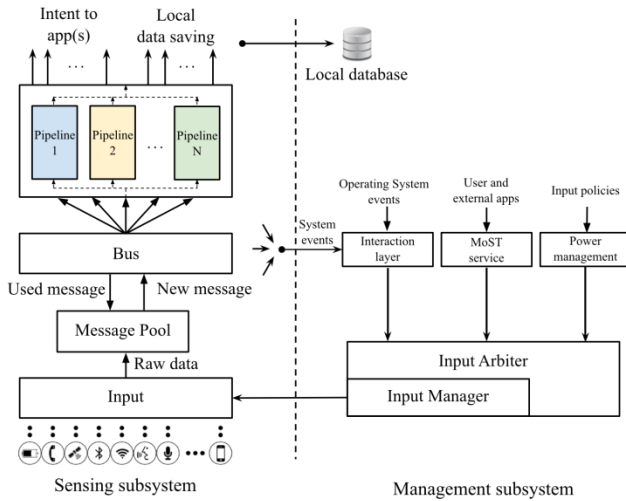 Intent to
app(s)
Local
data saving
Local database
Pipeline
1
Pipeline
2
Pipeline
N
Operating System
events
User and
external apps
Input policies
System
events
Interaction
layer
MoST
service
Power
management
Bus
Used message
New message
Message Pool
Raw data
Input
Input Arbiter
Input Manager
Sensing subsystem
Management subsystem